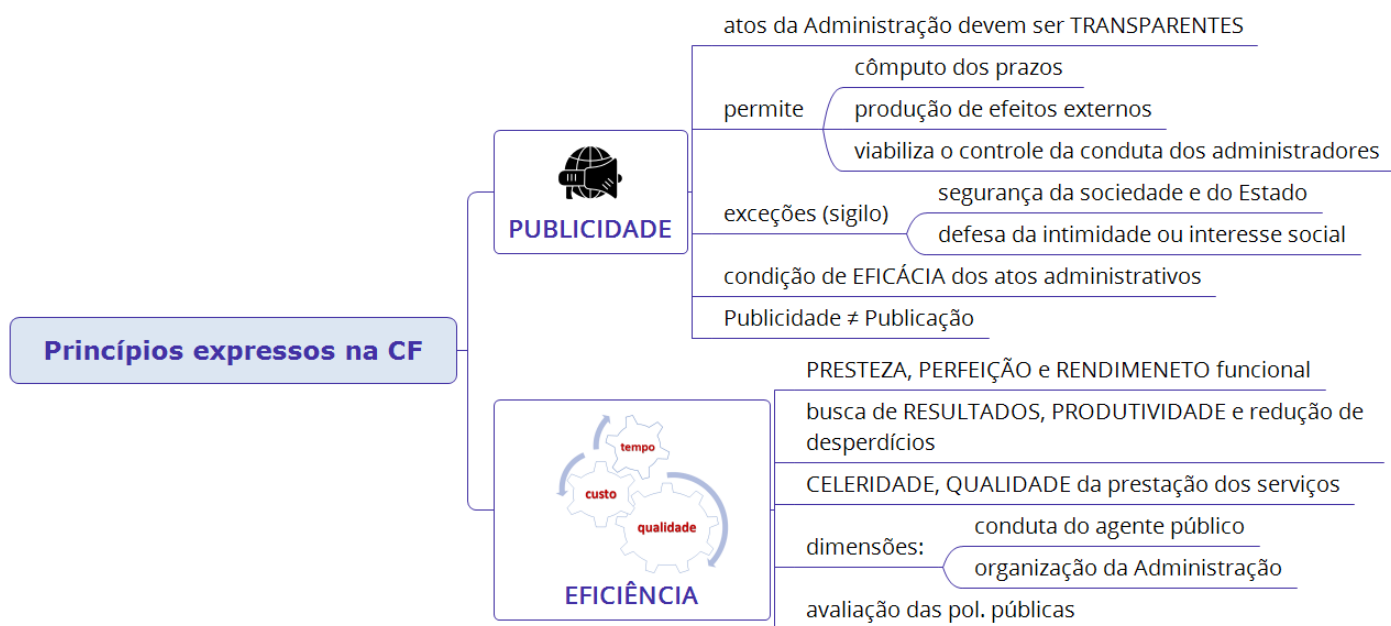 Princípios expressos na CF
PUBLICIDADE
atos da Administração devem ser TRANSPARENTES
permite
cômputo dos prazos
produção de efeitos externos
viabiliza o controle da conduta dos administradores
exceções (sigilo)
segurança da sociedade e do Estado
defesa da intimidade ou interesse social
condição de EFICÁCIA dos atos administrativos
Publicidade ≠ Publicação
tempo
custo
qualidade
EFICIÊNCIA
PRESTEZA, PERFEIÇÃO e RENDIMENETO funcional
busca de RESULTADOS, PRODUTIVIDADE e redução de
desperdícios
CELERIDADE, QUALIDADE da prestação dos serviços
dimensões:
conduta do agente público
organização da Administração
avaliação das pol. públicas